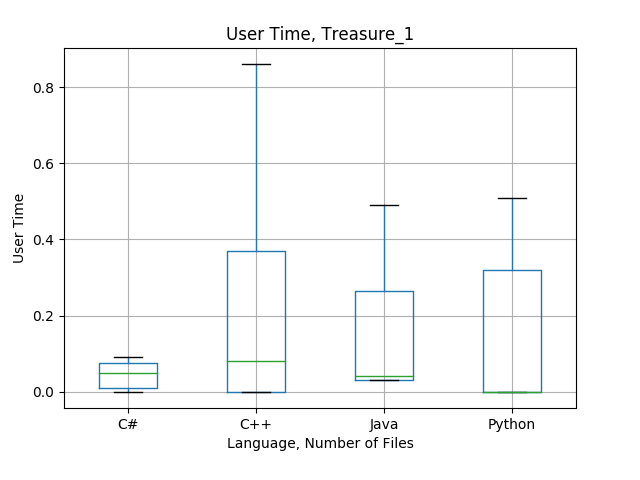 User Time, Treasure_1
0.8
0.6
0.4
0.2
0.0
User Time
C# C++ Java Python
Language, Number of Files